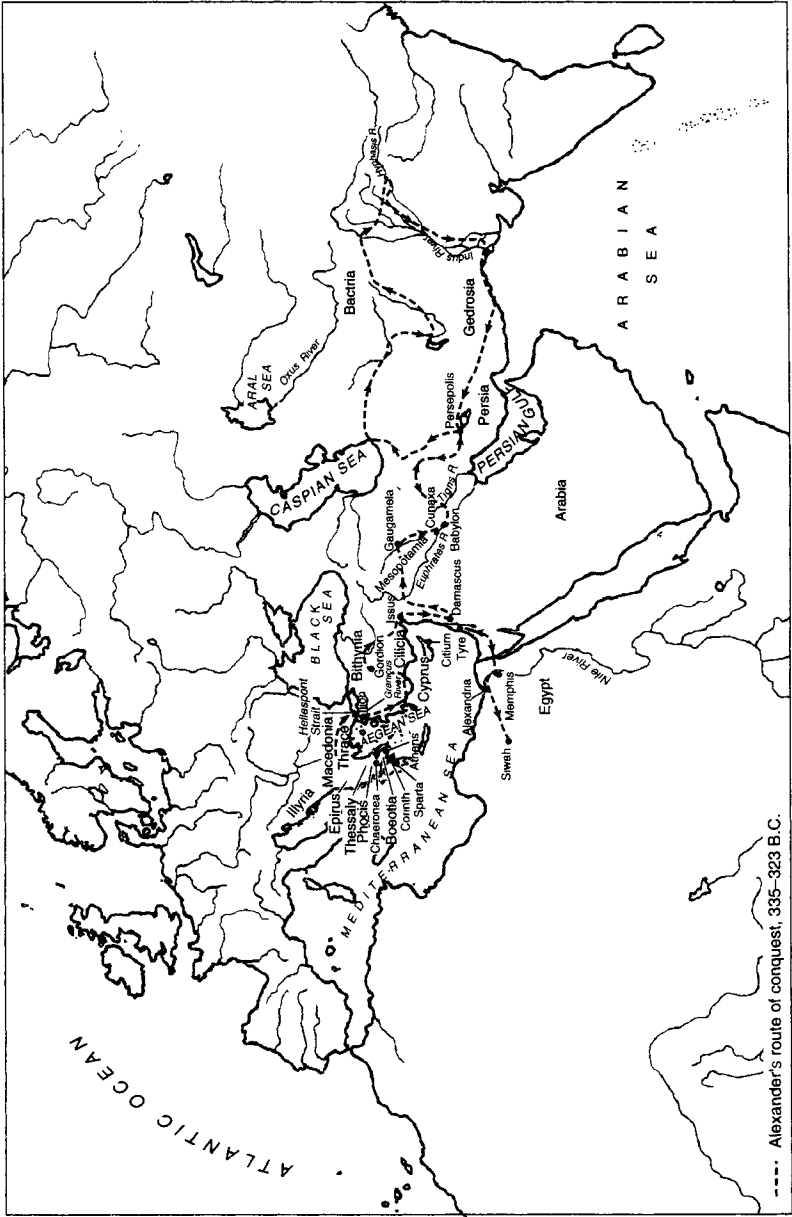 ATLANTIC OCEAN
BLACK
SEA
CASPIAN SEA
ARAL
SEA
Oxus River
Bactria
Hyphasis R.
Indus River
Gedrosia
Persepolis
Persia
PERSIAN GULF
ARABIAN
SEA
Arabia
Gaugamela
Cunaxa
Tigris R.
Mesopotamia
Euphrates R.
Babylon
Damascus
Issus
Cilicia
Bithynia
Gordion
Granicus
River
Cyprus
Citium
Tyre
Hellespont
Strait
Macedonia
Thrace
Illyria
Epirus
Thessaly
Phocis
Chaeronea
Boeotia
Corinth
Sparta
Athens
AEGEAN SEA
MEDITERRANEAN SEA
Alexandria
Memphis
Egypt
Siwah
Nile River
Alexander's route of conquest, 335–323 B.C.